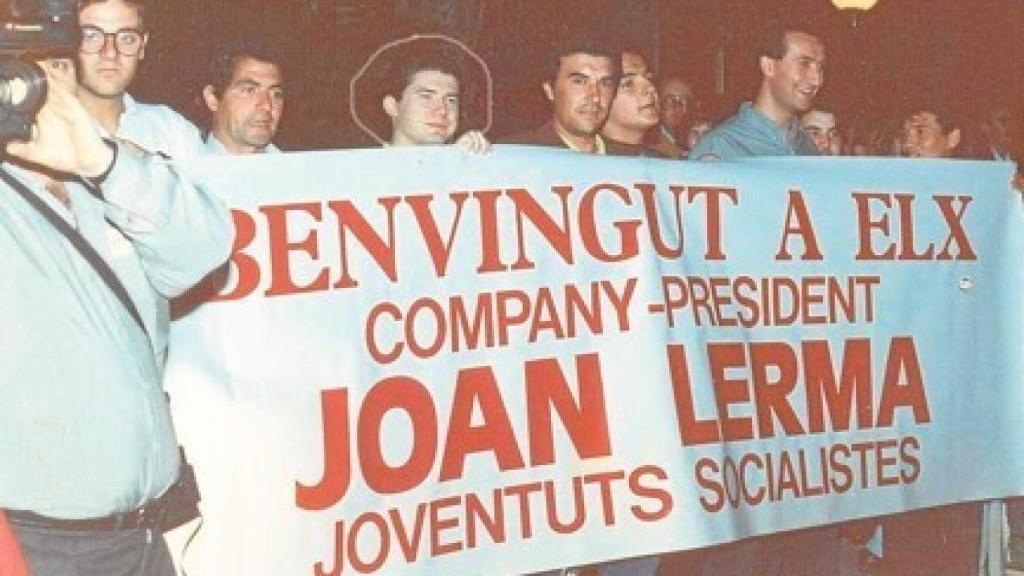 BENVINGUT A ELX
COMPANY-PRESIDENT
JOAN LERMA
JOVENTUTS SOCIALISTES